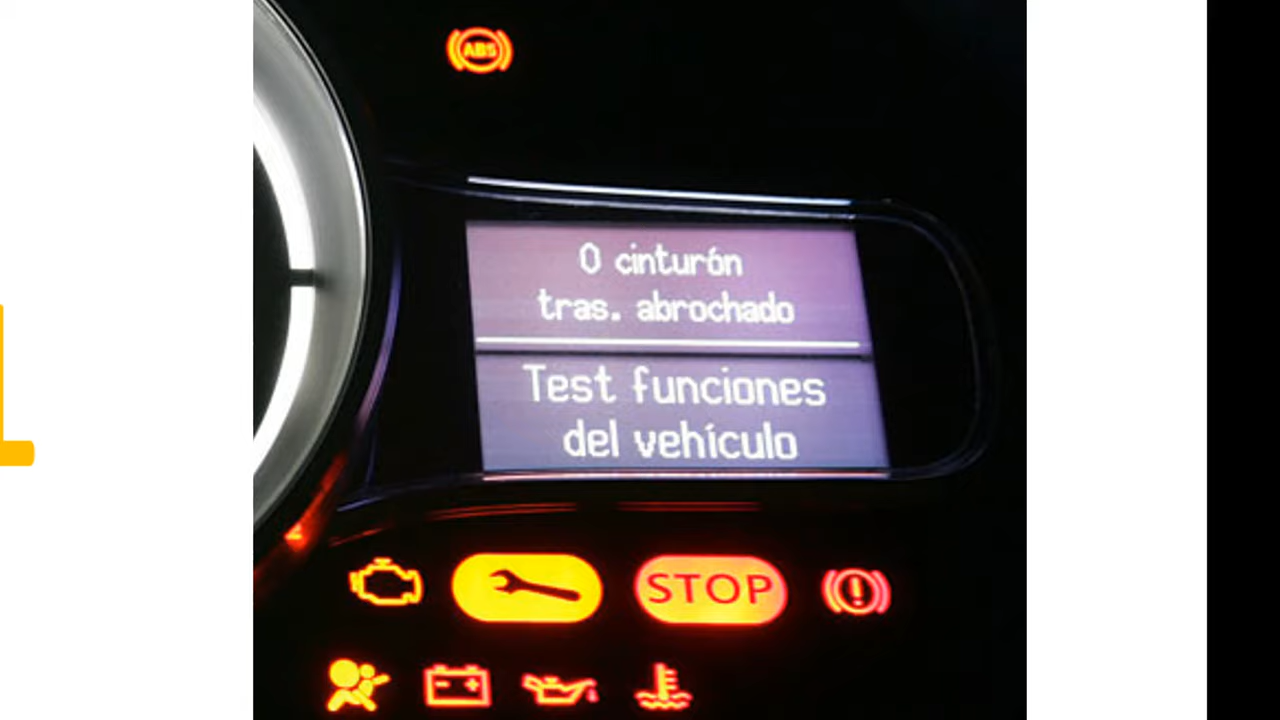 ABS
0 cinturón
tras. abrochado
Test funciones
del vehículo
STOP